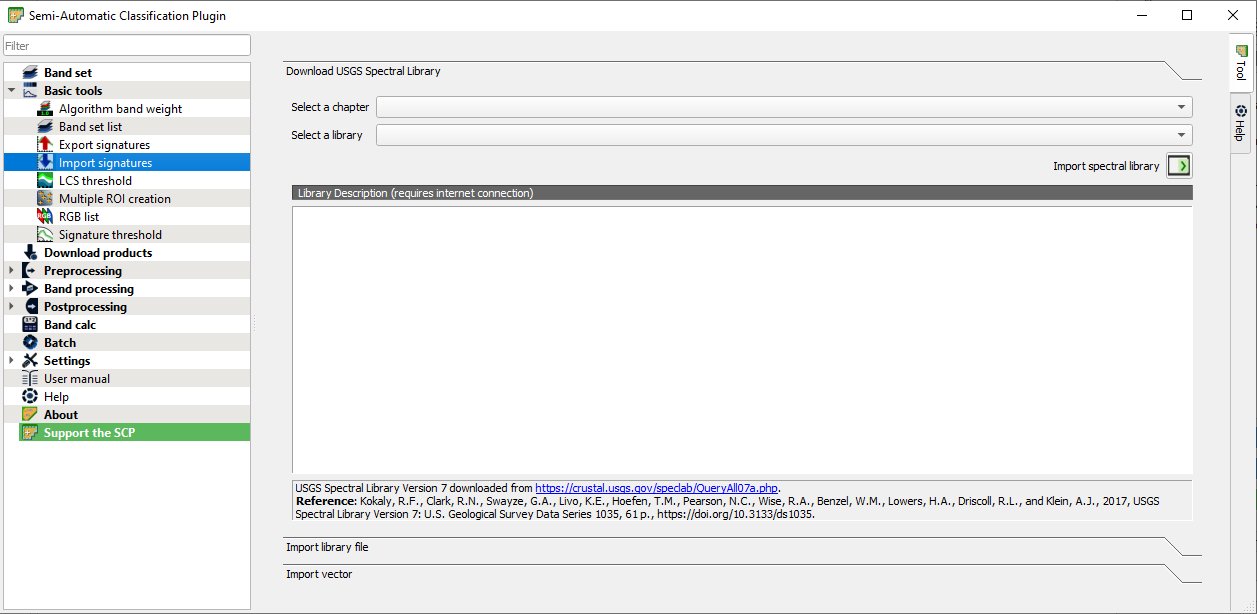 Semi-Automatic Classification Plugin
Filter
Band set
Basic tools
Algorithm band weight
Band set list
Export signatures
Import signatures
LCS threshold
Multiple ROI creation
RGB list
Signature threshold
Download products
Preprocessing
Band processing
Postprocessing
Band calc
Batch
Settings
User manual
Help
About
Support the SCP
Download USGS Spectral Library
Select a chapter
Select a library
Import spectral library
Library Description (requires internet connection)
USGS Spectral Library Version 7 downloaded from https://crustal.usgs.gov/speclab/QueryAll07a.php.
Reference: Kokaly, R.F., Clark, R.N., Swayze, G.A., Livo, K.E., Hoefen, T.M., Pearson, N.C., Wise, R.A., Benzel, W.M., Lowers, H.A., Driscoll, R.L., and Klein, A.J., 2017, USGS
Spectral Library Version 7: U.S. Geological Survey Data Series 1035, 61 p., https://doi.org/10.3133/ds1035.
Import library file
Import vector
Tool
Help